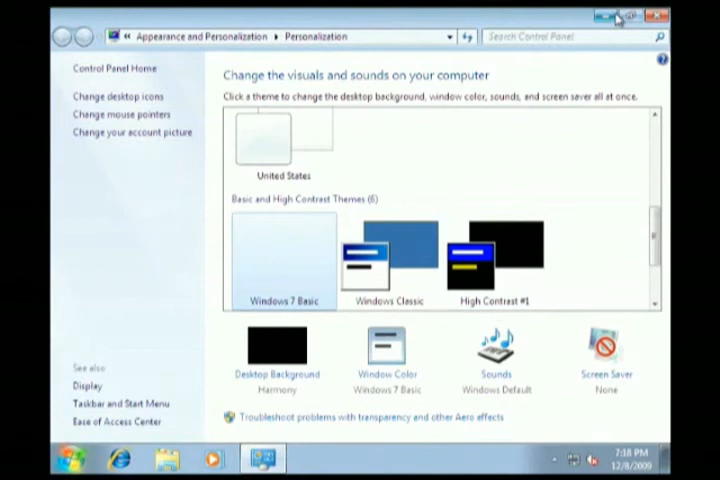 Appearance and Personalization
Personalization
Search Control Panel
Control Panel Home
Change desktop icons
Change mouse pointers
Change your account picture
Change the visuals and sounds on your computer
Click a theme to change the desktop background, window color, sounds, and screen saver all at once.
United States
Basic and High Contrast Themes (6)
Windows 7 Basic
Windows Classic
High Contrast #1
Desktop Background
Harmony
Window Color
Windows 7 Basic
Sounds
Windows Default
Screen Saver
None
See also
Display
Taskbar and Start Menu
Ease of Access Center
Troubleshoot problems with transparency and other Aero effects
7:18 PM
12/8/2009